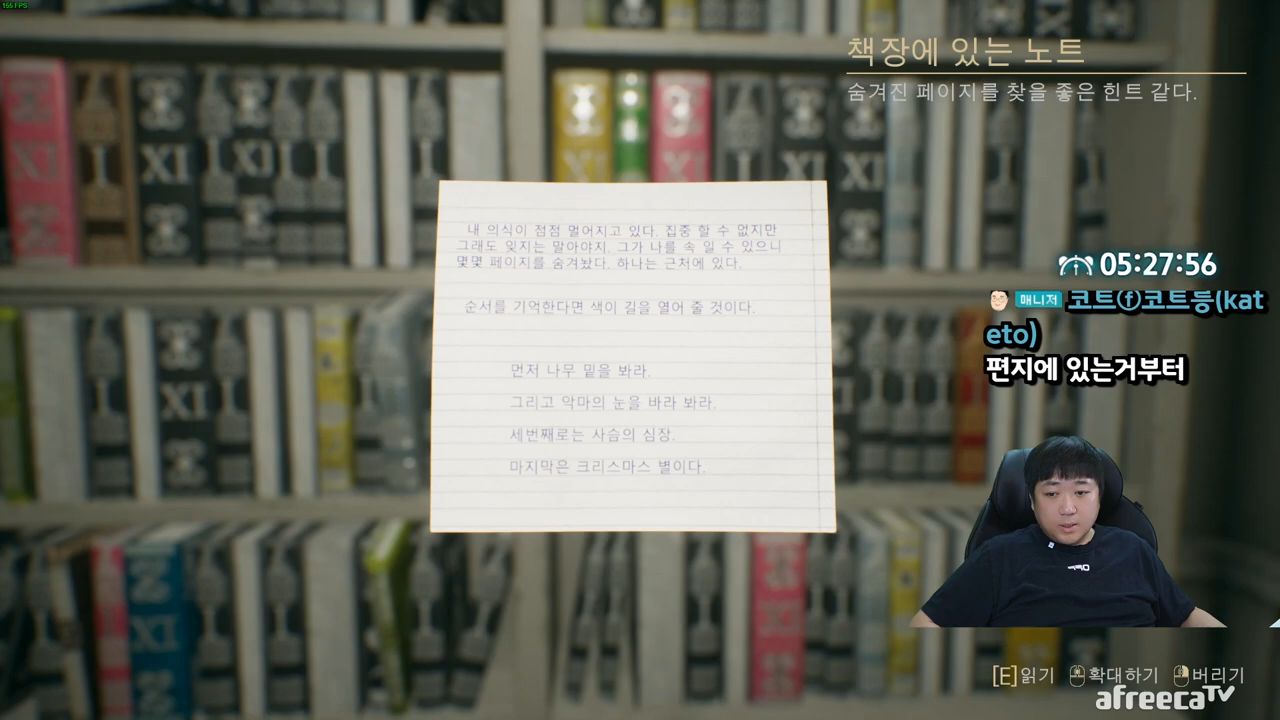 155 FPS
책장에 있는 노트
숨겨진 페이지를 찾을 좋은 힌트 같다.
내 의식이 점점 멀어지고 있다. 집중 할 수 없지만
그래도 잊지는 말아야지. 그가 나를 속 일 수 있으니
몇몇 페이지를 숨겨놨다. 하나는 근처에 있다.
순서를 기억한다면 색이 길을 열어 줄 것이다.
먼저 나무 밑을 봐라.
그리고 악마의 눈을 바라 봐라.
세번째로는 사슴의 심장.
마지막은 크리스마스 별이다.
05:27:56
매니저 코트ⓕ코트등(kat
eto)
편지에 있는거부터
[E]읽기 확대하기 버리기
afreecaTV